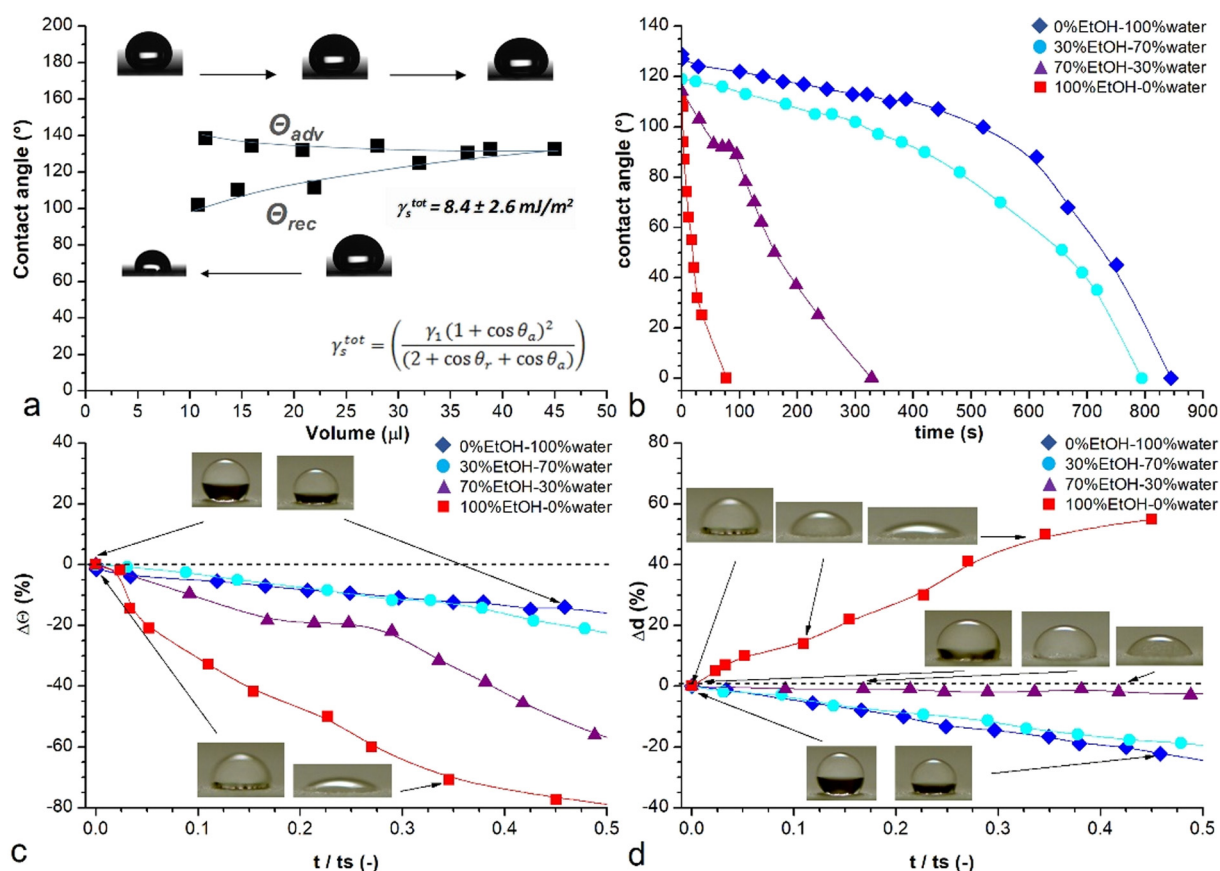 200
180
160
140
120
100
80
60
40
20
0
Contact angle (°)
Θadv
Θrec
γs^tot = 8.4 ± 2.6 mJ/m²
γs^tot = (γ1 (1 + cos θa)² / (2 + cos θr + cos θa))
0 5 10 15 20 25 30 35 40 45 50
Volume (µl)
a
140
120
100
80
60
40
20
0
contact angle (°)
0%EtOH-100%water
30%EtOH-70%water
70%EtOH-30%water
100%EtOH-0%water
0 100 200 300 400 500 600 700 800 900
time (s)
b
40
20
0
-20
-40
-60
-80
ΔΘ (%)
0%EtOH-100%water
30%EtOH-70%water
70%EtOH-30%water
100%EtOH-0%water
0.0 0.1 0.2 0.3 0.4 0.5
t / ts (-)
c
80
60
40
20
0
-20
-40
Δd (%)
0%EtOH-100%water
30%EtOH-70%water
70%EtOH-30%water
100%EtOH-0%water
0.0 0.1 0.2 0.3 0.4 0.5
t / ts (-)
d